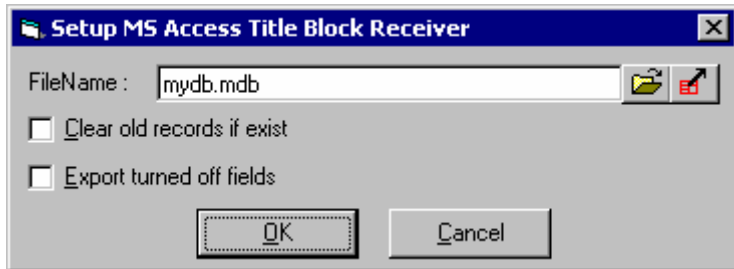 Setup MS Access Title Block Receiver
FileName : mydb.mdb
Clear old records if exist
Export turned off fields
OK Cancel